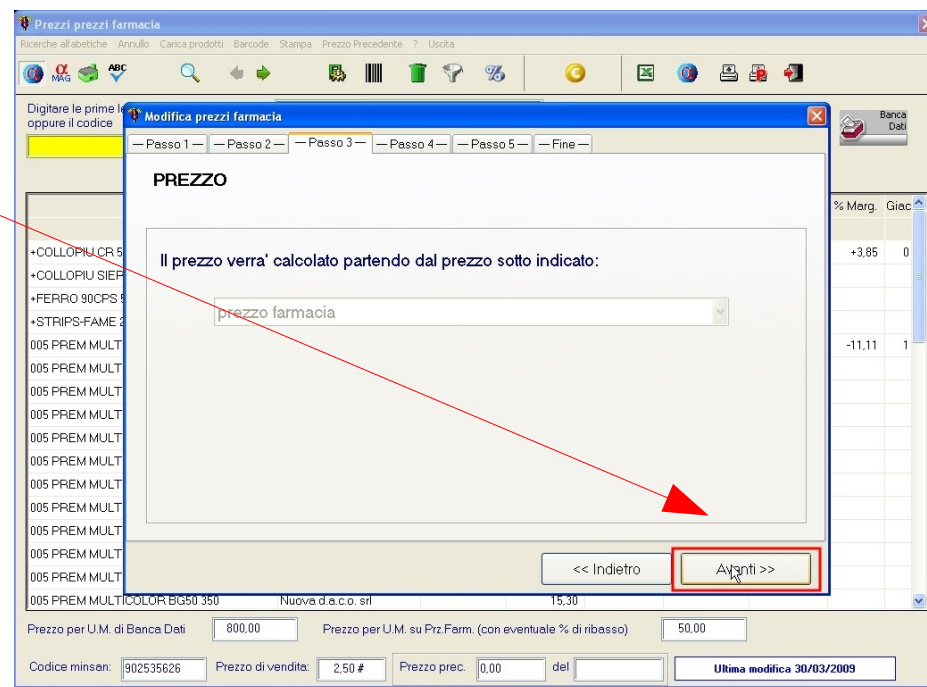 Prezzi prezzi farmacia
Ricerche alfabetiche Annullo Carica prodotti Barcode Stampa Prezzo Precedente ? Uscita
α MAG ABC %
Digitare le prime
oppure il codice
Banca
Dati
Modifica prezzi farmacia
Passo 1 Passo 2 Passo 3 Passo 4 Passo 5 Fine
PREZZO
Il prezzo verra' calcolato partendo dal prezzo sotto indicato:
prezzo farmacia
<< Indietro Avanti >>
% Marg. Giac
+COLLOPIU CR 5 +3,85 0
+COLLOPIU SIER
+FERRO 90CPS 5
+STRIPS-FAME 2
005 PREM MULT -11,11 1
005 PREM MULT
005 PREM MULT
005 PREM MULT
005 PREM MULT
005 PREM MULT
005 PREM MULT
005 PREM MULT
005 PREM MULT
005 PREM MULT
005 PREM MULT
005 PREM MULTICOLOR BG50 350 Nuova d.a.c.o. srl 15,30
Prezzo per U.M. di Banca Dati 800,00 Prezzo per U.M. su Prz.Farm. (con eventuale % di ribasso) 50,00
Codice minsan: 902535626 Prezzo di vendita: 2,50 # Prezzo prec. 0,00 del Ultima modifica 30/03/2009